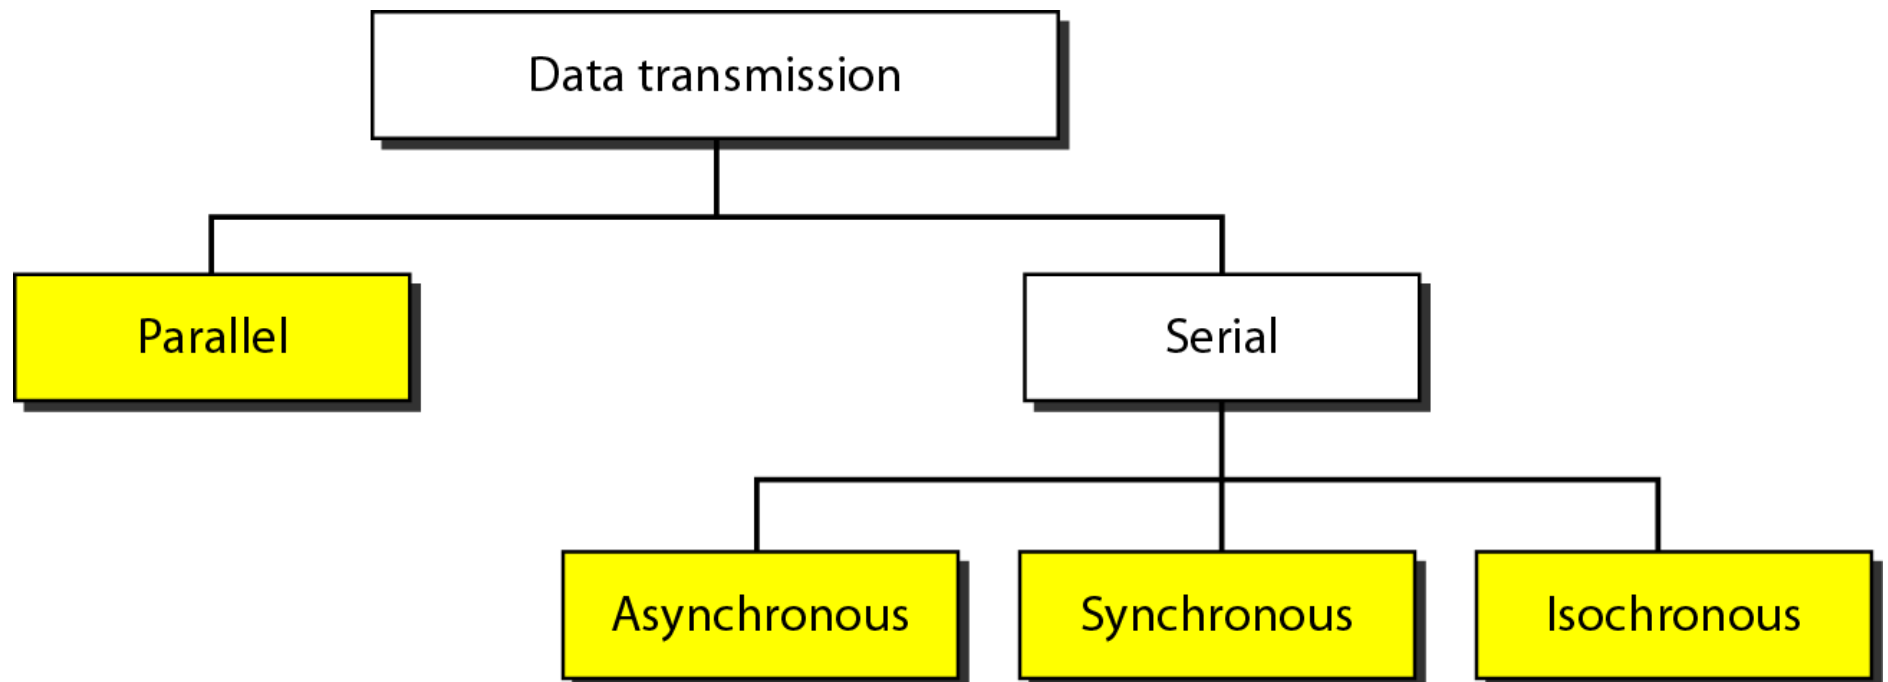 Data transmission
Parallel
Serial
Asynchronous
Synchronous
Isochronous